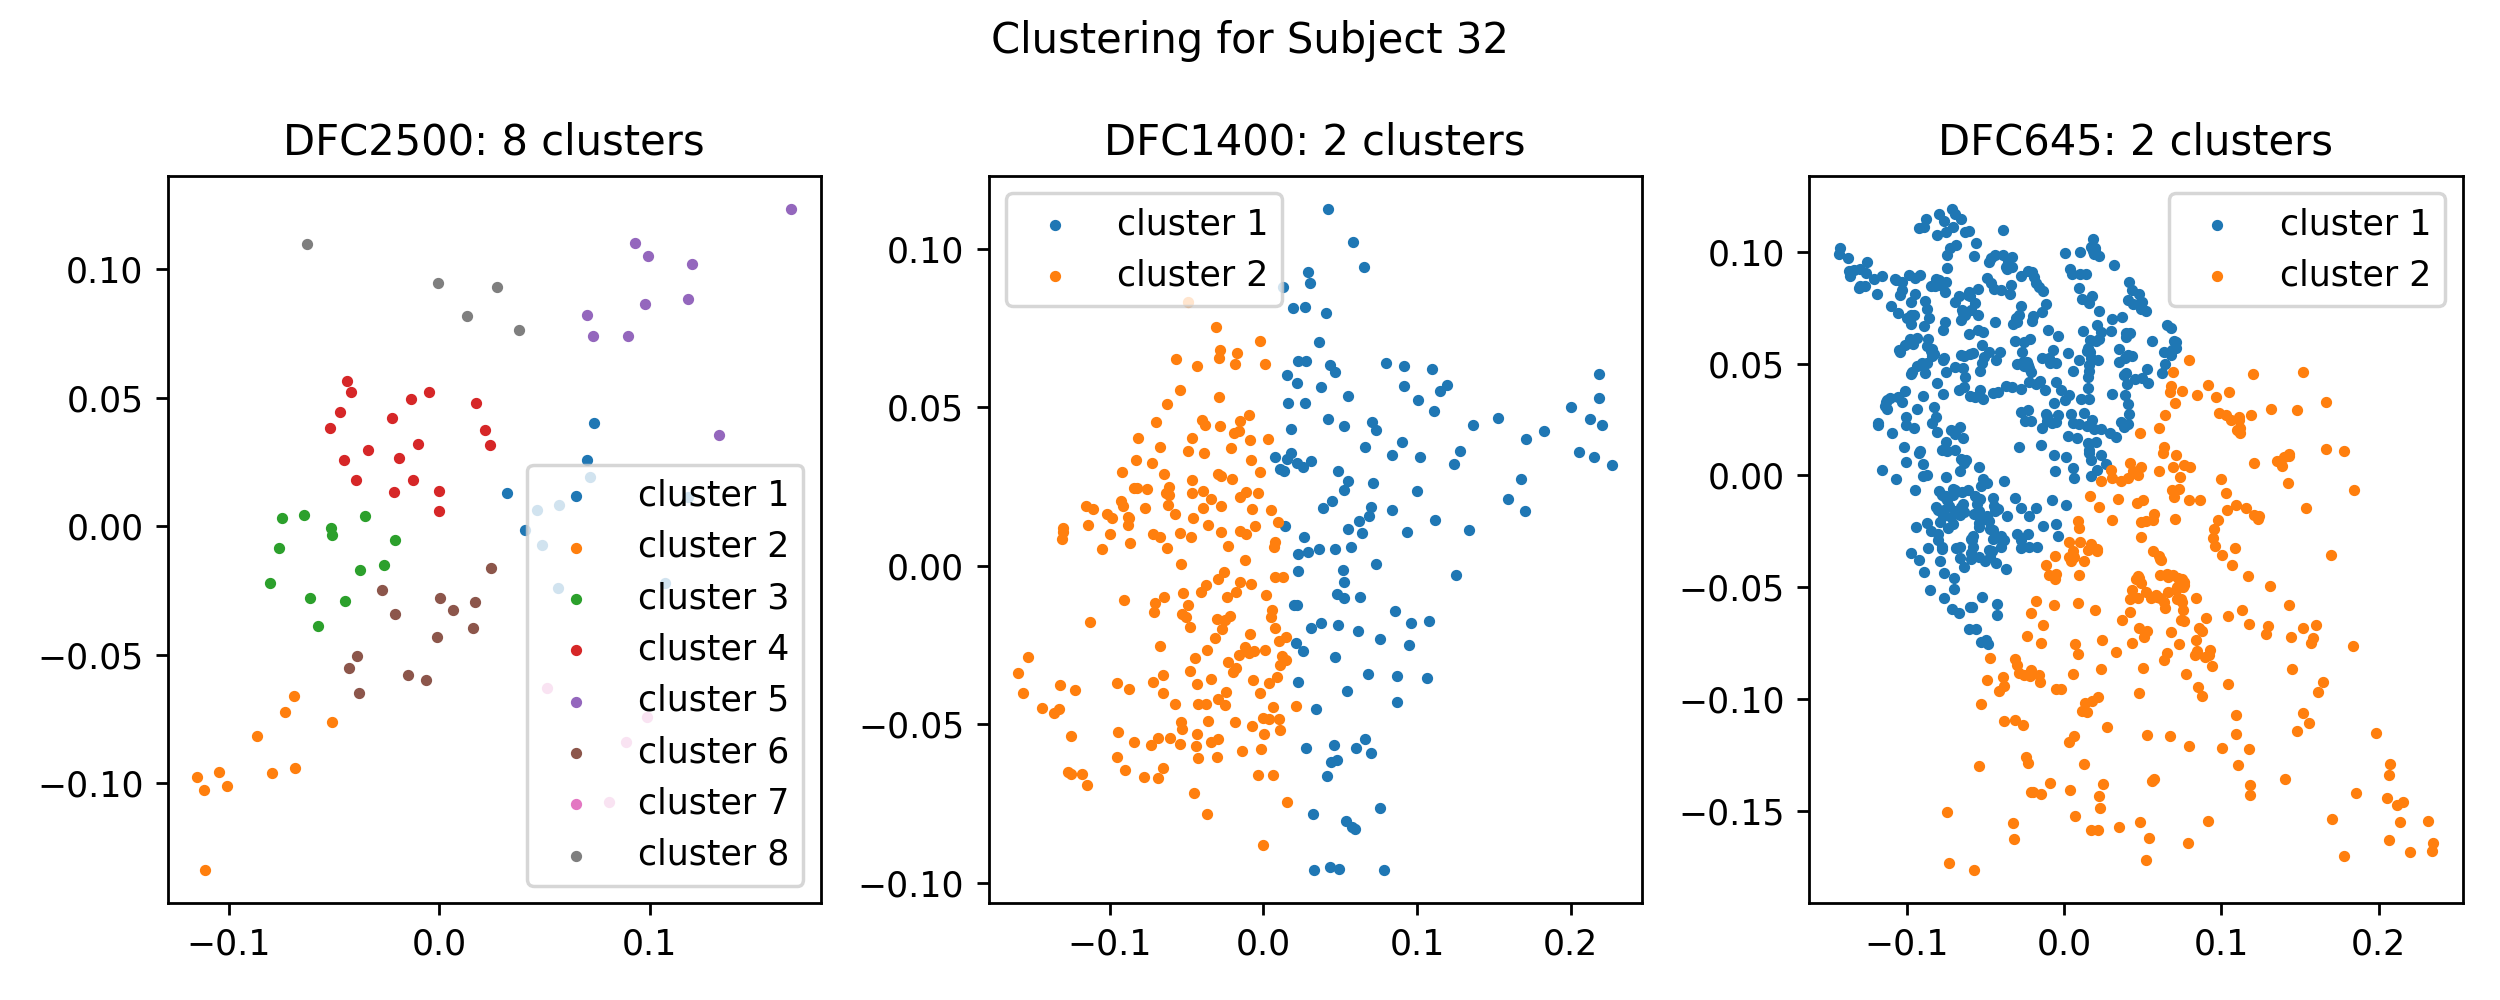 Clustering for Subject 32
DFC2500: 8 clusters
0.10
0.05
0.00
−0.05
−0.10
−0.1
0.0
0.1
cluster 1
cluster 2
cluster 3
cluster 4
cluster 5
cluster 6
cluster 7
cluster 8
DFC1400: 2 clusters
cluster 1
cluster 2
0.10
0.05
0.00
−0.05
−0.10
−0.1
0.0
0.1
0.2
DFC645: 2 clusters
cluster 1
cluster 2
0.10
0.05
0.00
−0.05
−0.10
−0.15
−0.1
0.0
0.1
0.2